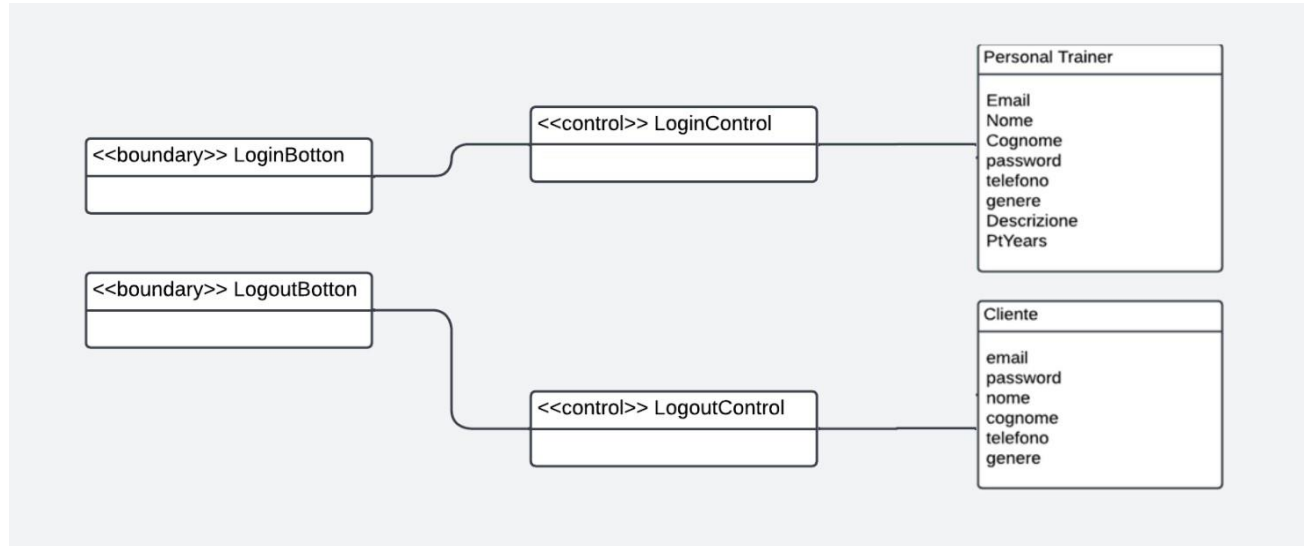 <<boundary>> LoginBotton
<<control>> LoginControl
Personal Trainer
Email
Nome
Cognome
password
telefono
genere
Descrizione
PtYears
<<boundary>> LogoutBotton
<<control>> LogoutControl
Cliente
email
password
nome
cognome
telefono
genere